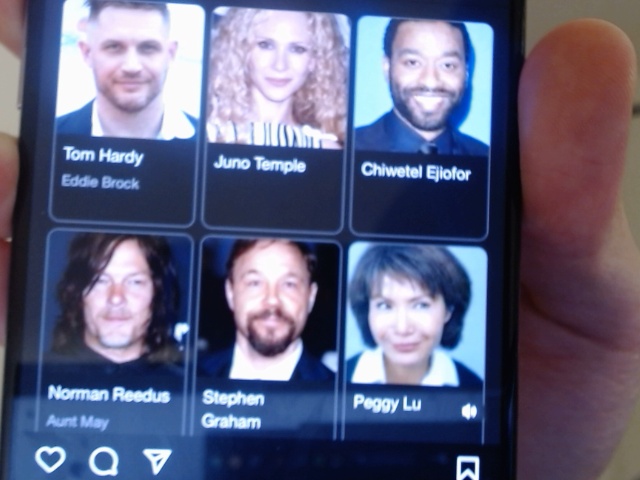 Tom Hardy
Eddie Brock
Juno Temple
Chiwetel Ejiofor
Norman Reedus
Aunt May
Stephen
Graham
Peggy Lu